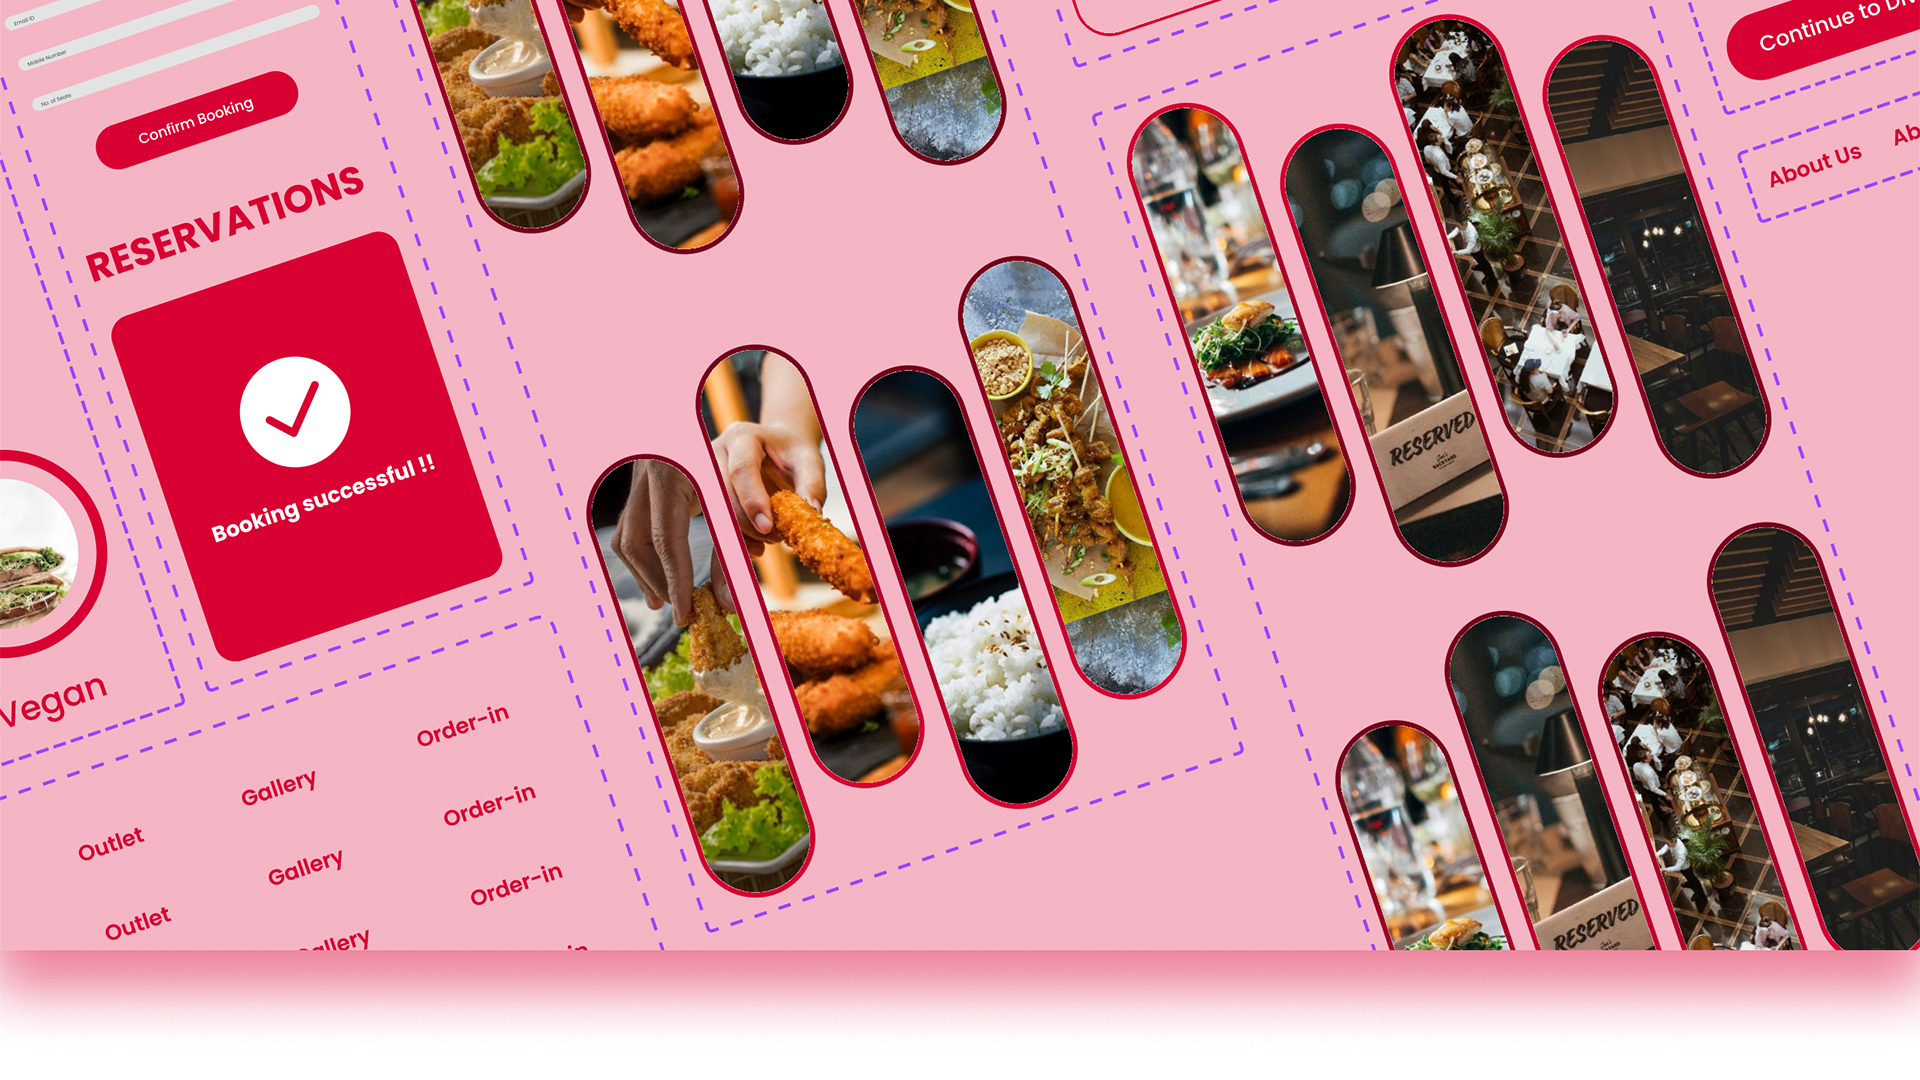 Email ID
Mobile Number
No. of Seats
Confirm Booking
RESERVATIONS
Booking successful !!
Vegan
Order-in
Gallery
Outlet
Order-in
Gallery
Outlet
Order-in
RESERVED
BACKYARD
Continue to
About Us
RESERVED